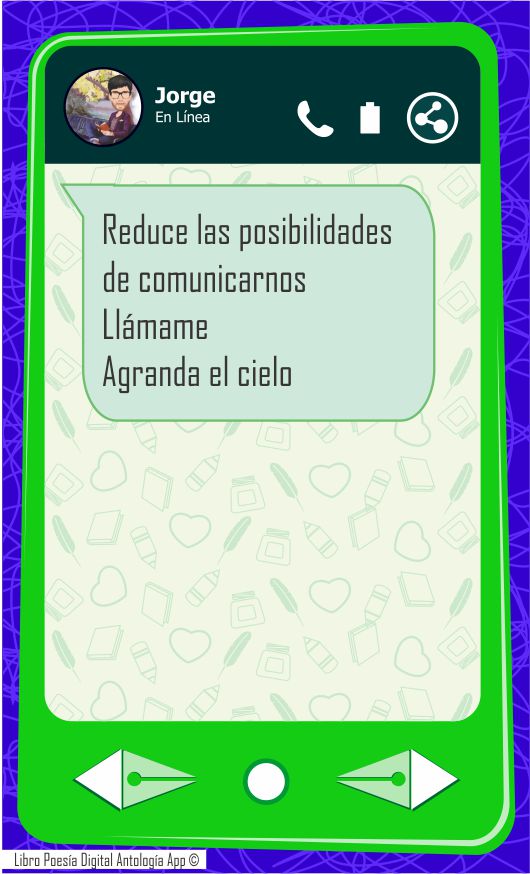 Jorge
En Línea
Reduce las posibilidades
de comunicarnos
Llámame
Agranda el cielo
Libro Poesía Digital Antología App ©